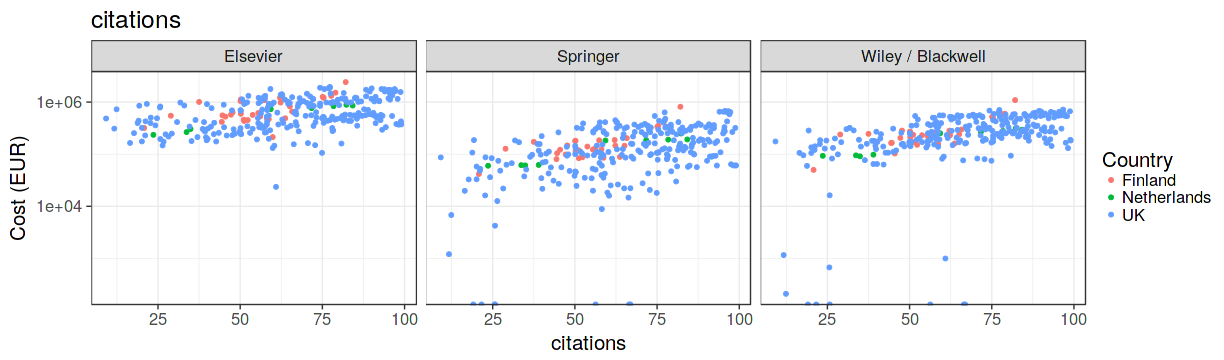 citations
Elsevier
Springer
Wiley / Blackwell
1e+06
1e+04
Cost (EUR)
25 50 75 100
25 50 75 100
25 50 75 100
citations
Country
Finland
Netherlands
UK